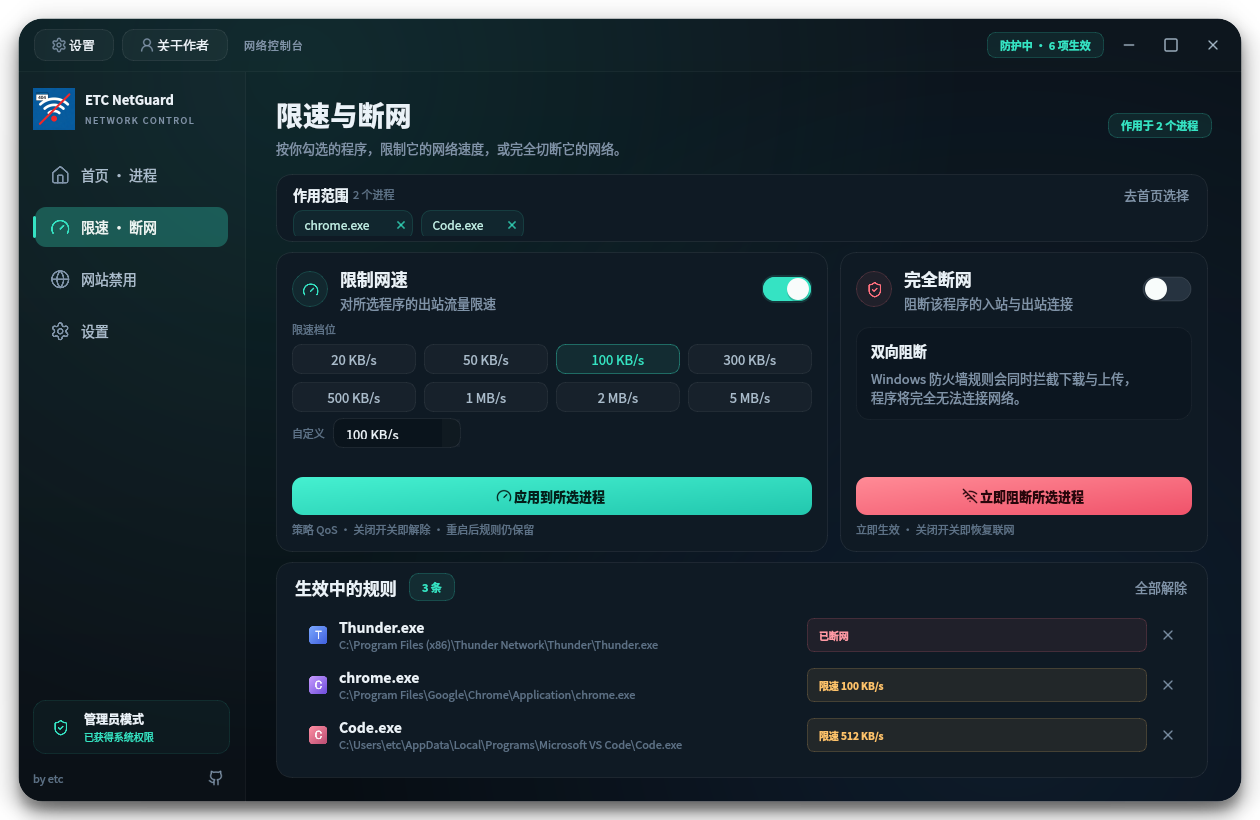 设置
关于作者
网络控制台
防护中 · 6 项生效
ETC NetGuard
NETWORK CONTROL
首页 · 进程
限速 · 断网
网站禁用
设置
管理员模式
已获得系统权限
by etc
限速与断网
按你勾选的程序，限制它的网络速度，或完全切断它的网络。
作用于 2 个进程
作用范围 2 个进程
去首页选择
chrome.exe
Code.exe
限制网速
对所选程序的出站流量限速
限速档位
20 KB/s 50 KB/s 100 KB/s 300 KB/s
500 KB/s 1 MB/s 2 MB/s 5 MB/s
自定义 100 KB/s
应用到所选进程
策略 QoS · 关闭开关即解除 · 重启后规则仍保留
完全断网
阻断该程序的入站与出站连接
双向阻断
Windows 防火墙规则会同时拦截下载与上传，
程序将完全无法连接网络。
立即阻断所选进程
立即生效 · 关闭开关即恢复联网
生效中的规则 3 条
全部解除
T
Thunder.exe
C:\Program Files (x86)\Thunder Network\Thunder\Thunder.exe
已断网
C
chrome.exe
C:\Program Files\Google\Chrome\Application\chrome.exe
限速 100 KB/s
C
Code.exe
C:\Users\etc\AppData\Local\Programs\Microsoft VS Code\Code.exe
限速 512 KB/s